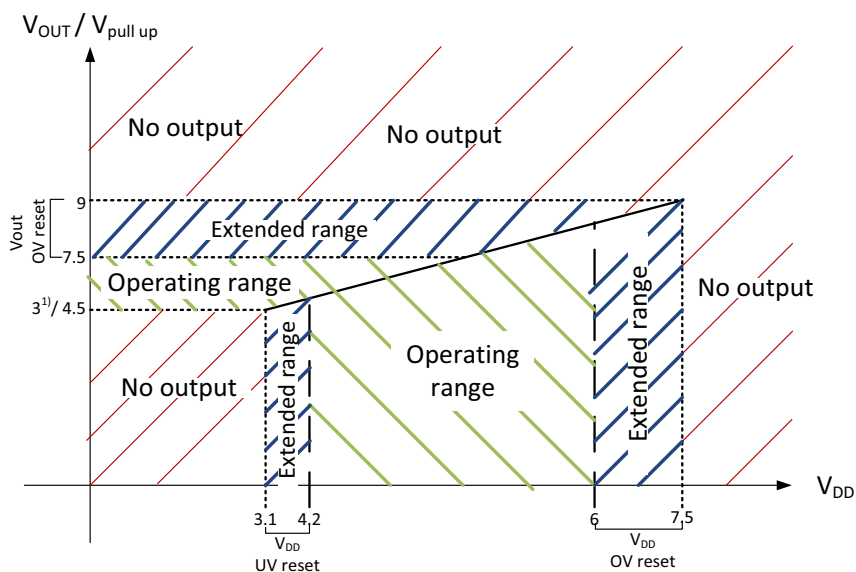 VOUT / Vpull up
No output
No output
9
Vout
OV reset
Extended range
7.5
Operating range
3¹⁾/ 4.5
No output
Extended range
Operating
range
Extended range
No output
VDD
3.1
4.2
6
7.5
VDD
UV reset
VDD
OV reset